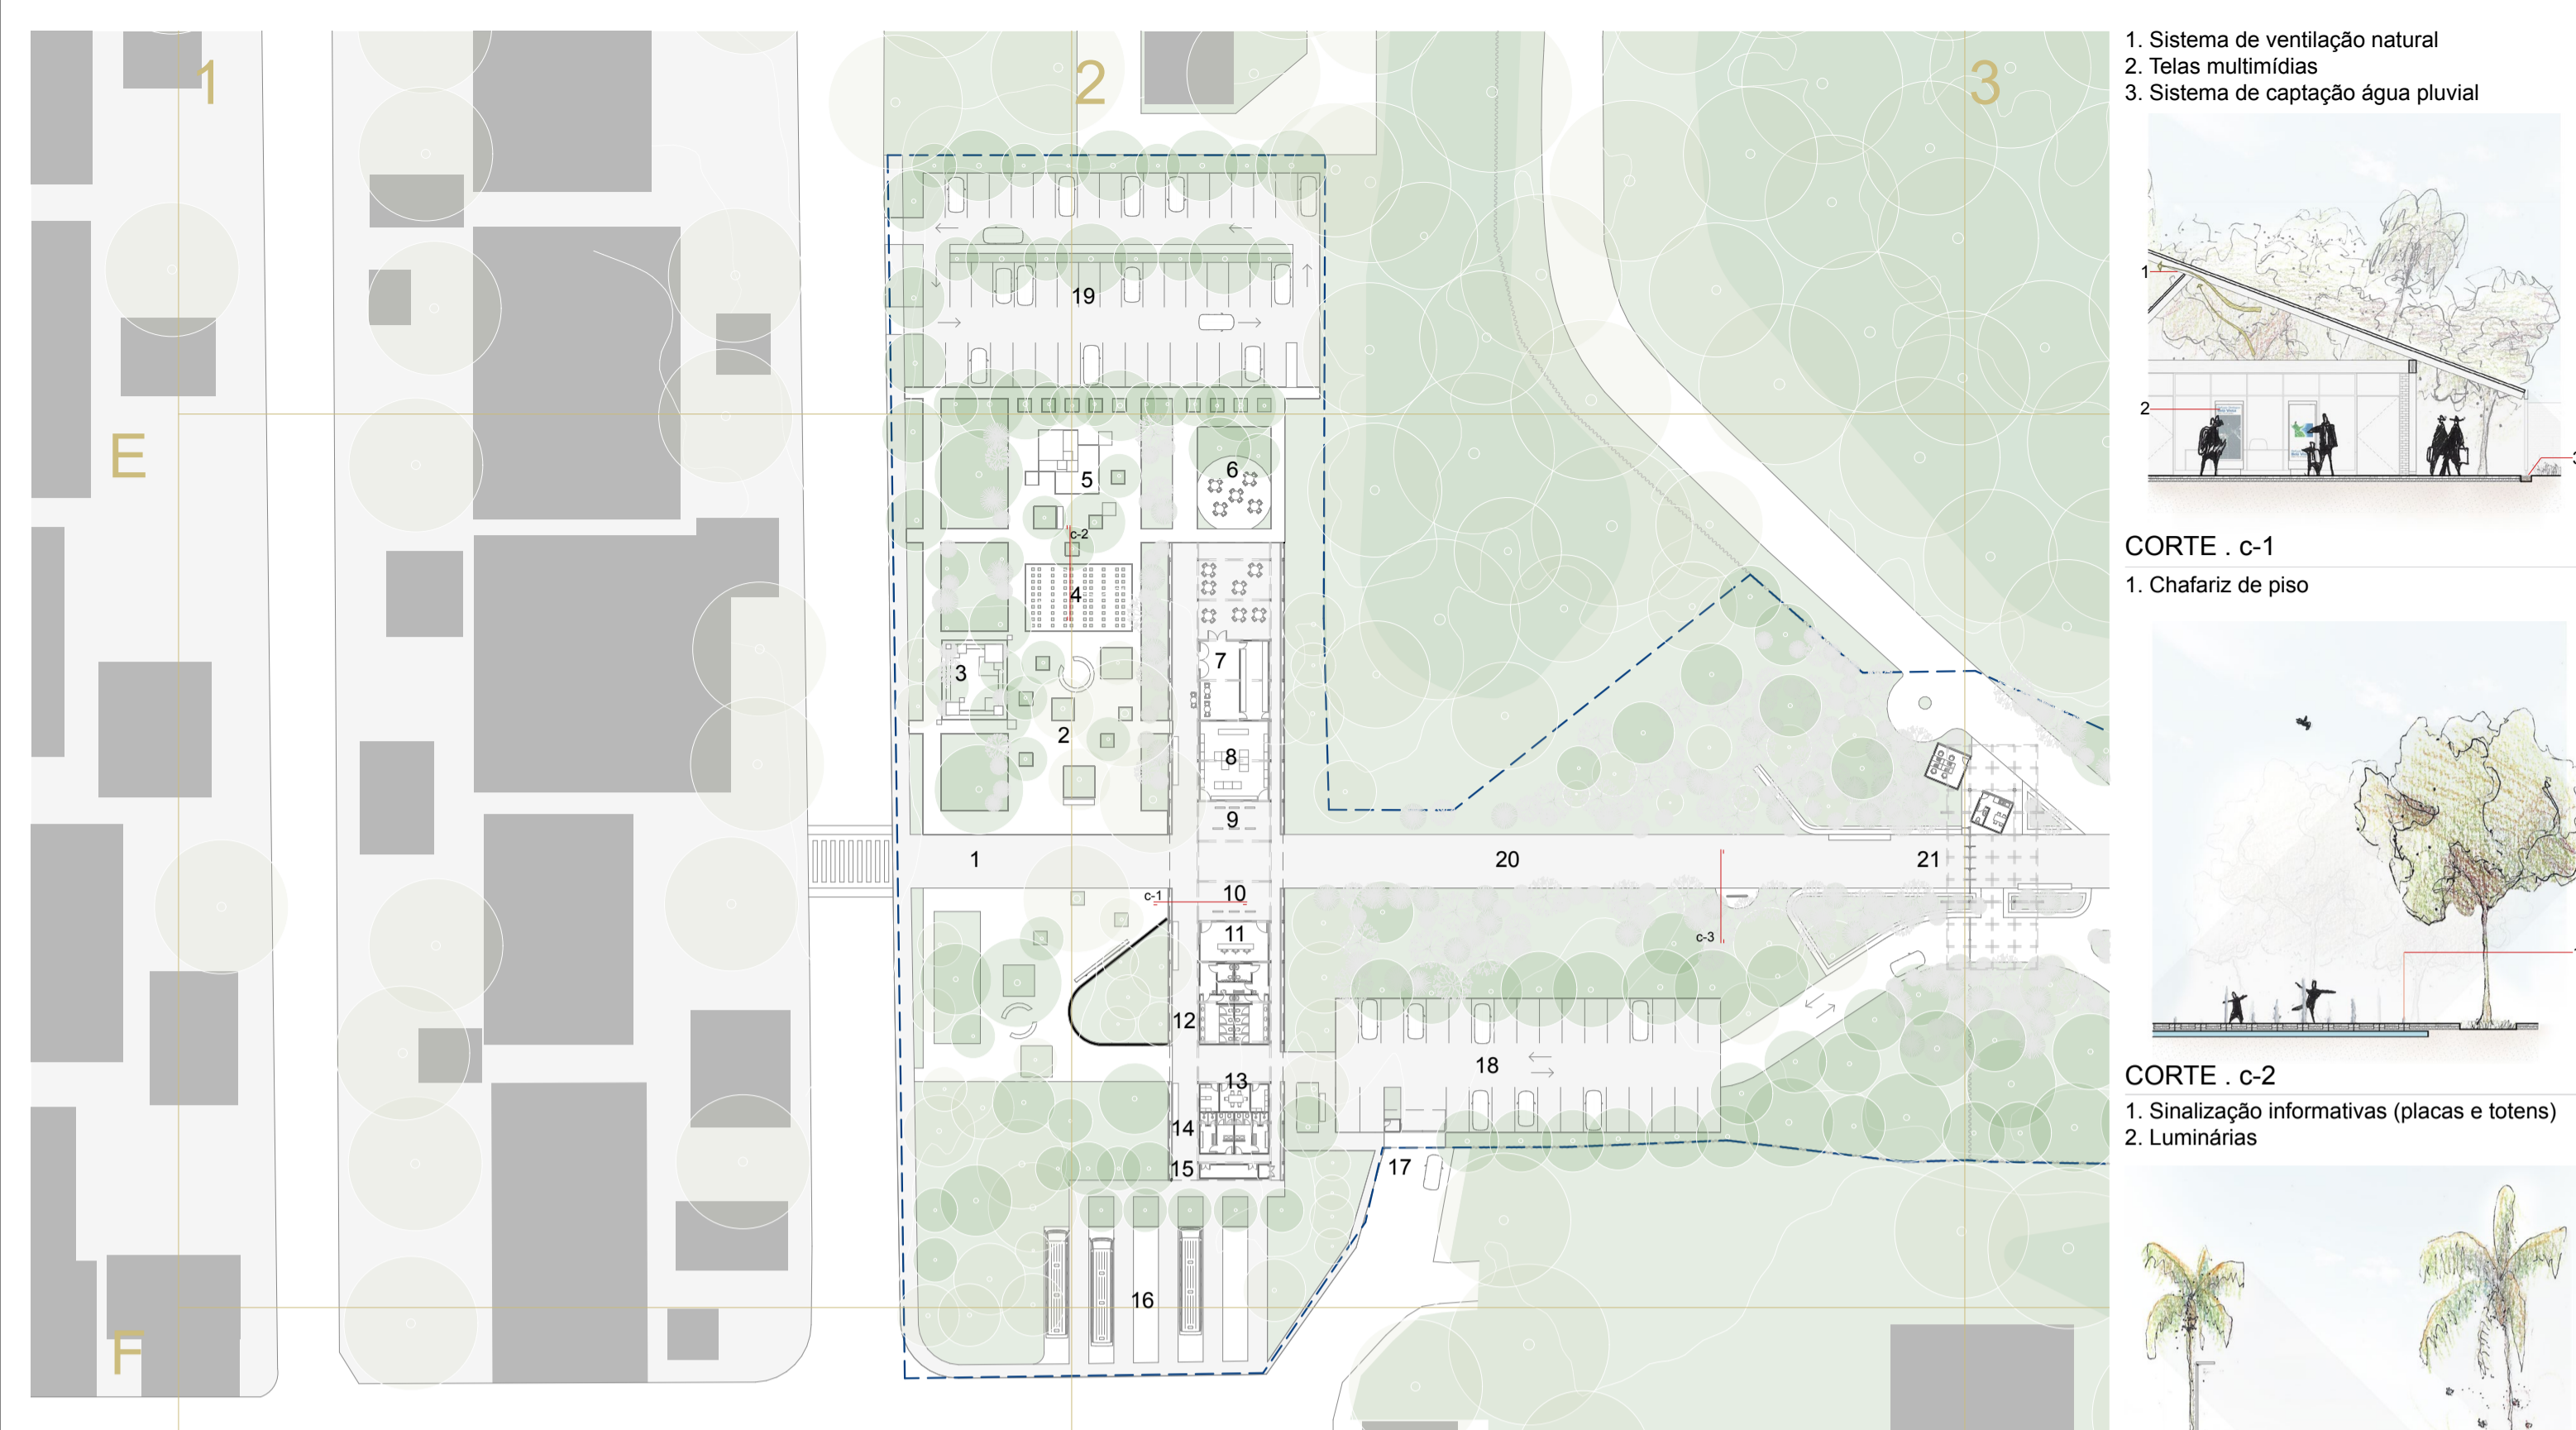 1
2
3
E
F
19
5
6
c-2
4
3
7
2
8
9
1
20
21
10
c-1
11
c-3
12
18
13
14
15
17
16
1. Sistema de ventilação natural
2. Telas multimídias
3. Sistema de captação água pluvial
1
2
CORTE . c-1
1. Chafariz de piso
CORTE . c-2
1. Sinalização informativas (placas e totens)
2. Luminárias